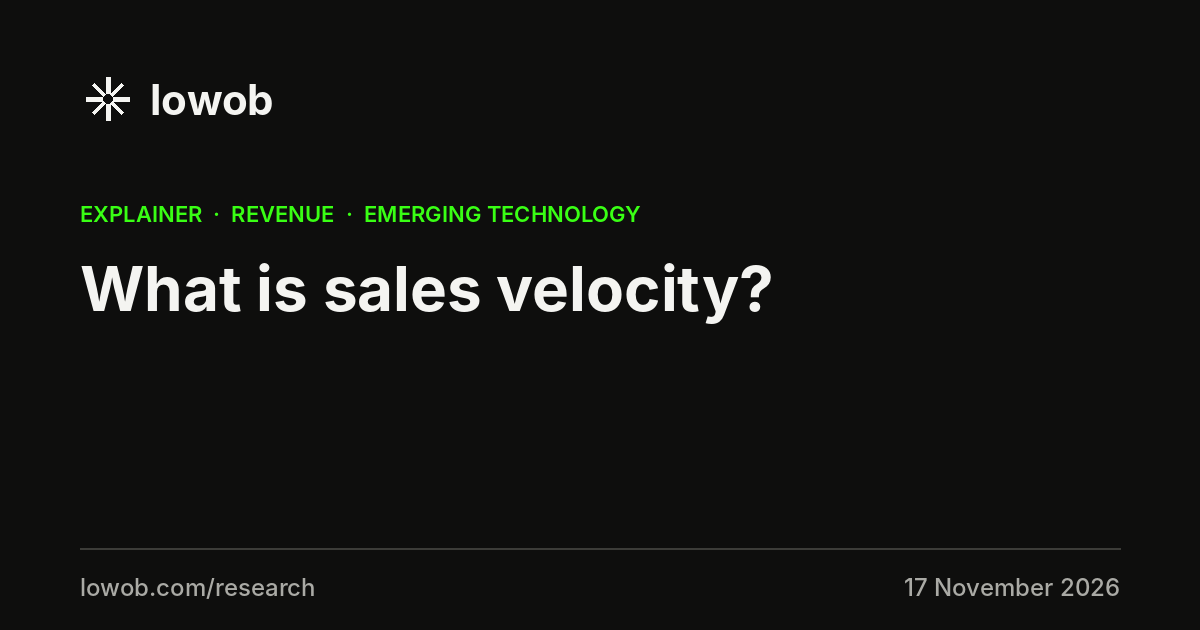 lowob
EXPLAINER · REVENUE · EMERGING TECHNOLOGY
What is sales velocity?
lowob.com/research
17 November 2026